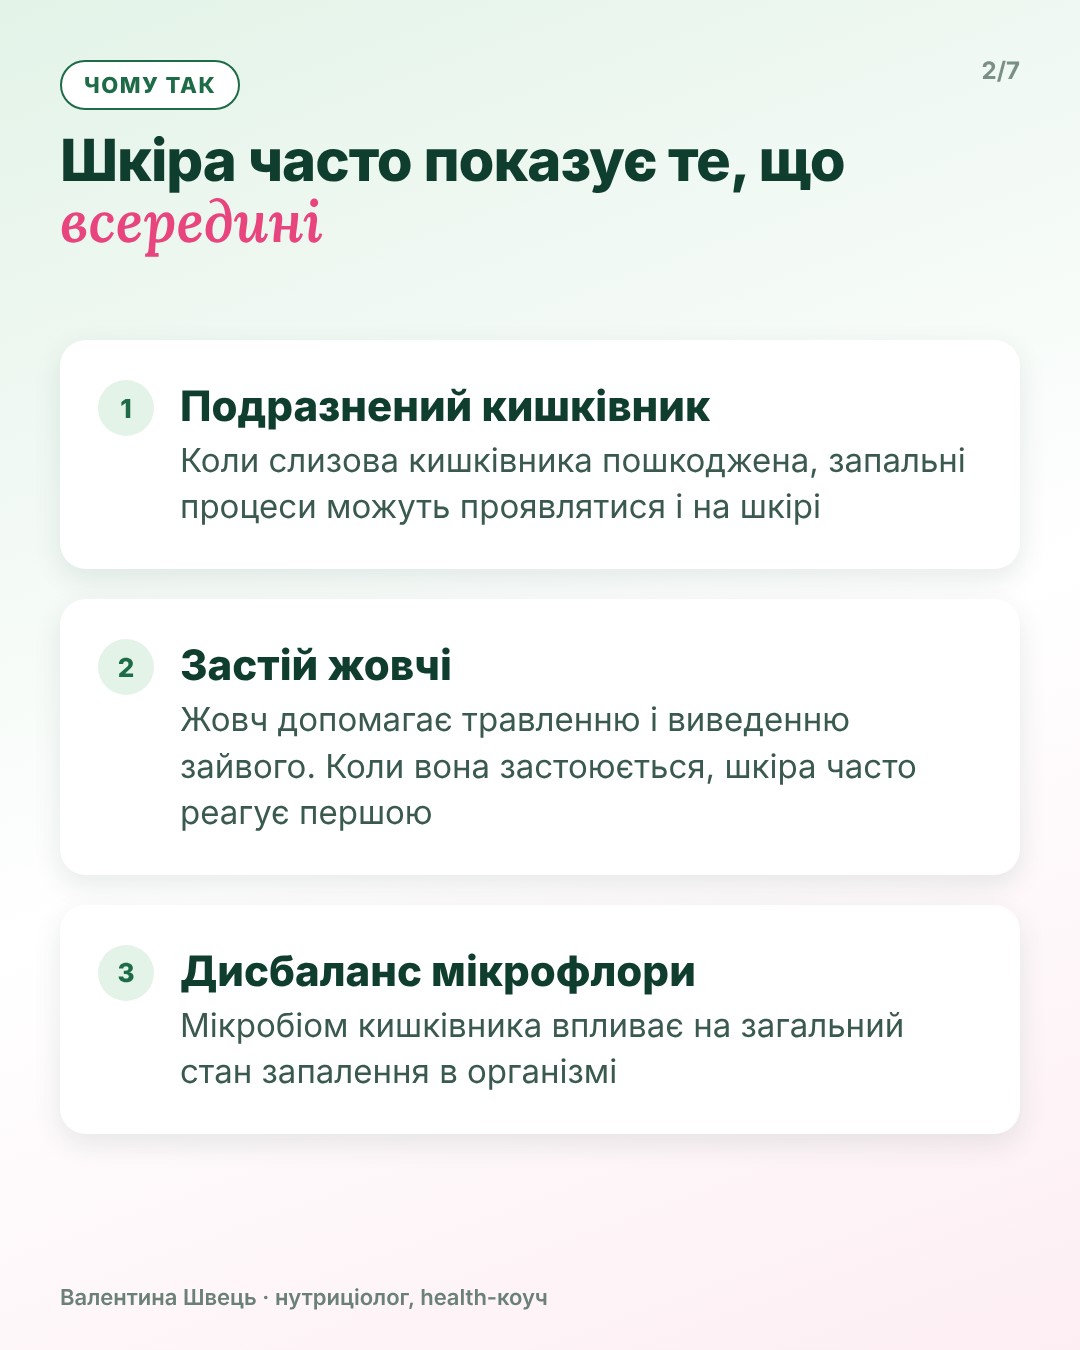 ЧОМУ ТАК
2/7
Шкіра часто показує те, що
всередині
1
Подразнений кишківник
Коли слизова кишківника пошкоджена, запальні
процеси можуть проявлятися і на шкірі
2
Застій жовчі
Жовч допомагає травленню і виведенню
зайвого. Коли вона застоюється, шкіра часто
реагує першою
3
Дисбаланс мікрофлори
Мікробіом кишківника впливає на загальний
стан запалення в організмі
Валентина Швець · нутриціолог, health-коуч